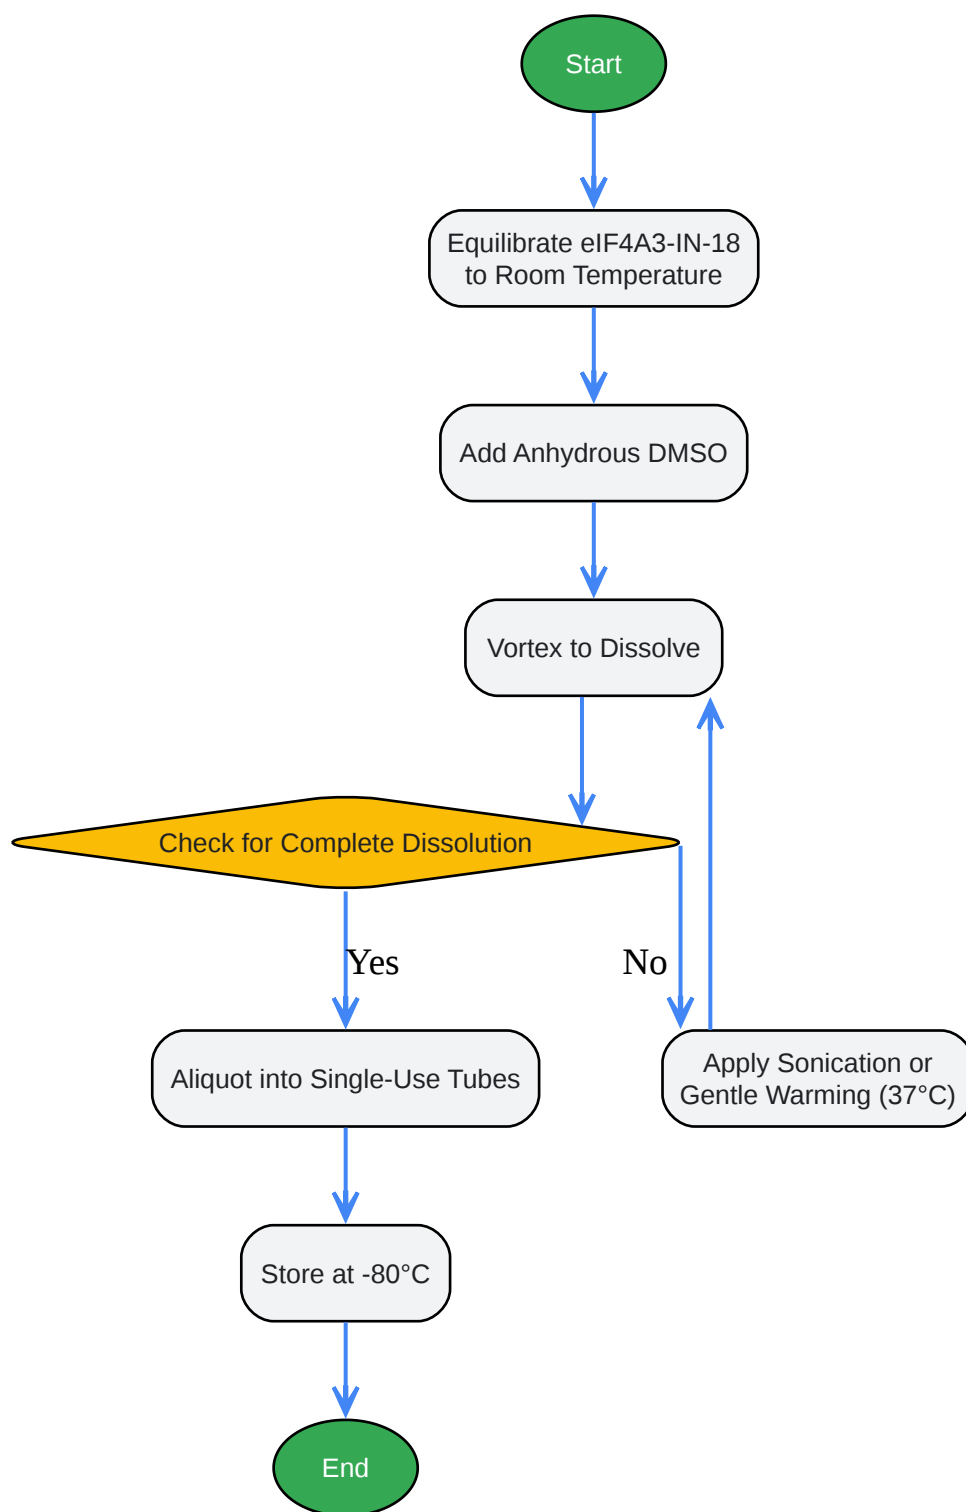 Start
Equilibrate eIF4A3-IN-18
to Room Temperature
Add Anhydrous DMSO
Vortex to Dissolve
Check for Complete Dissolution
Yes
No
Aliquot into Single-Use Tubes
Apply Sonication or
Gentle Warming (37°C)
Store at -80°C
End